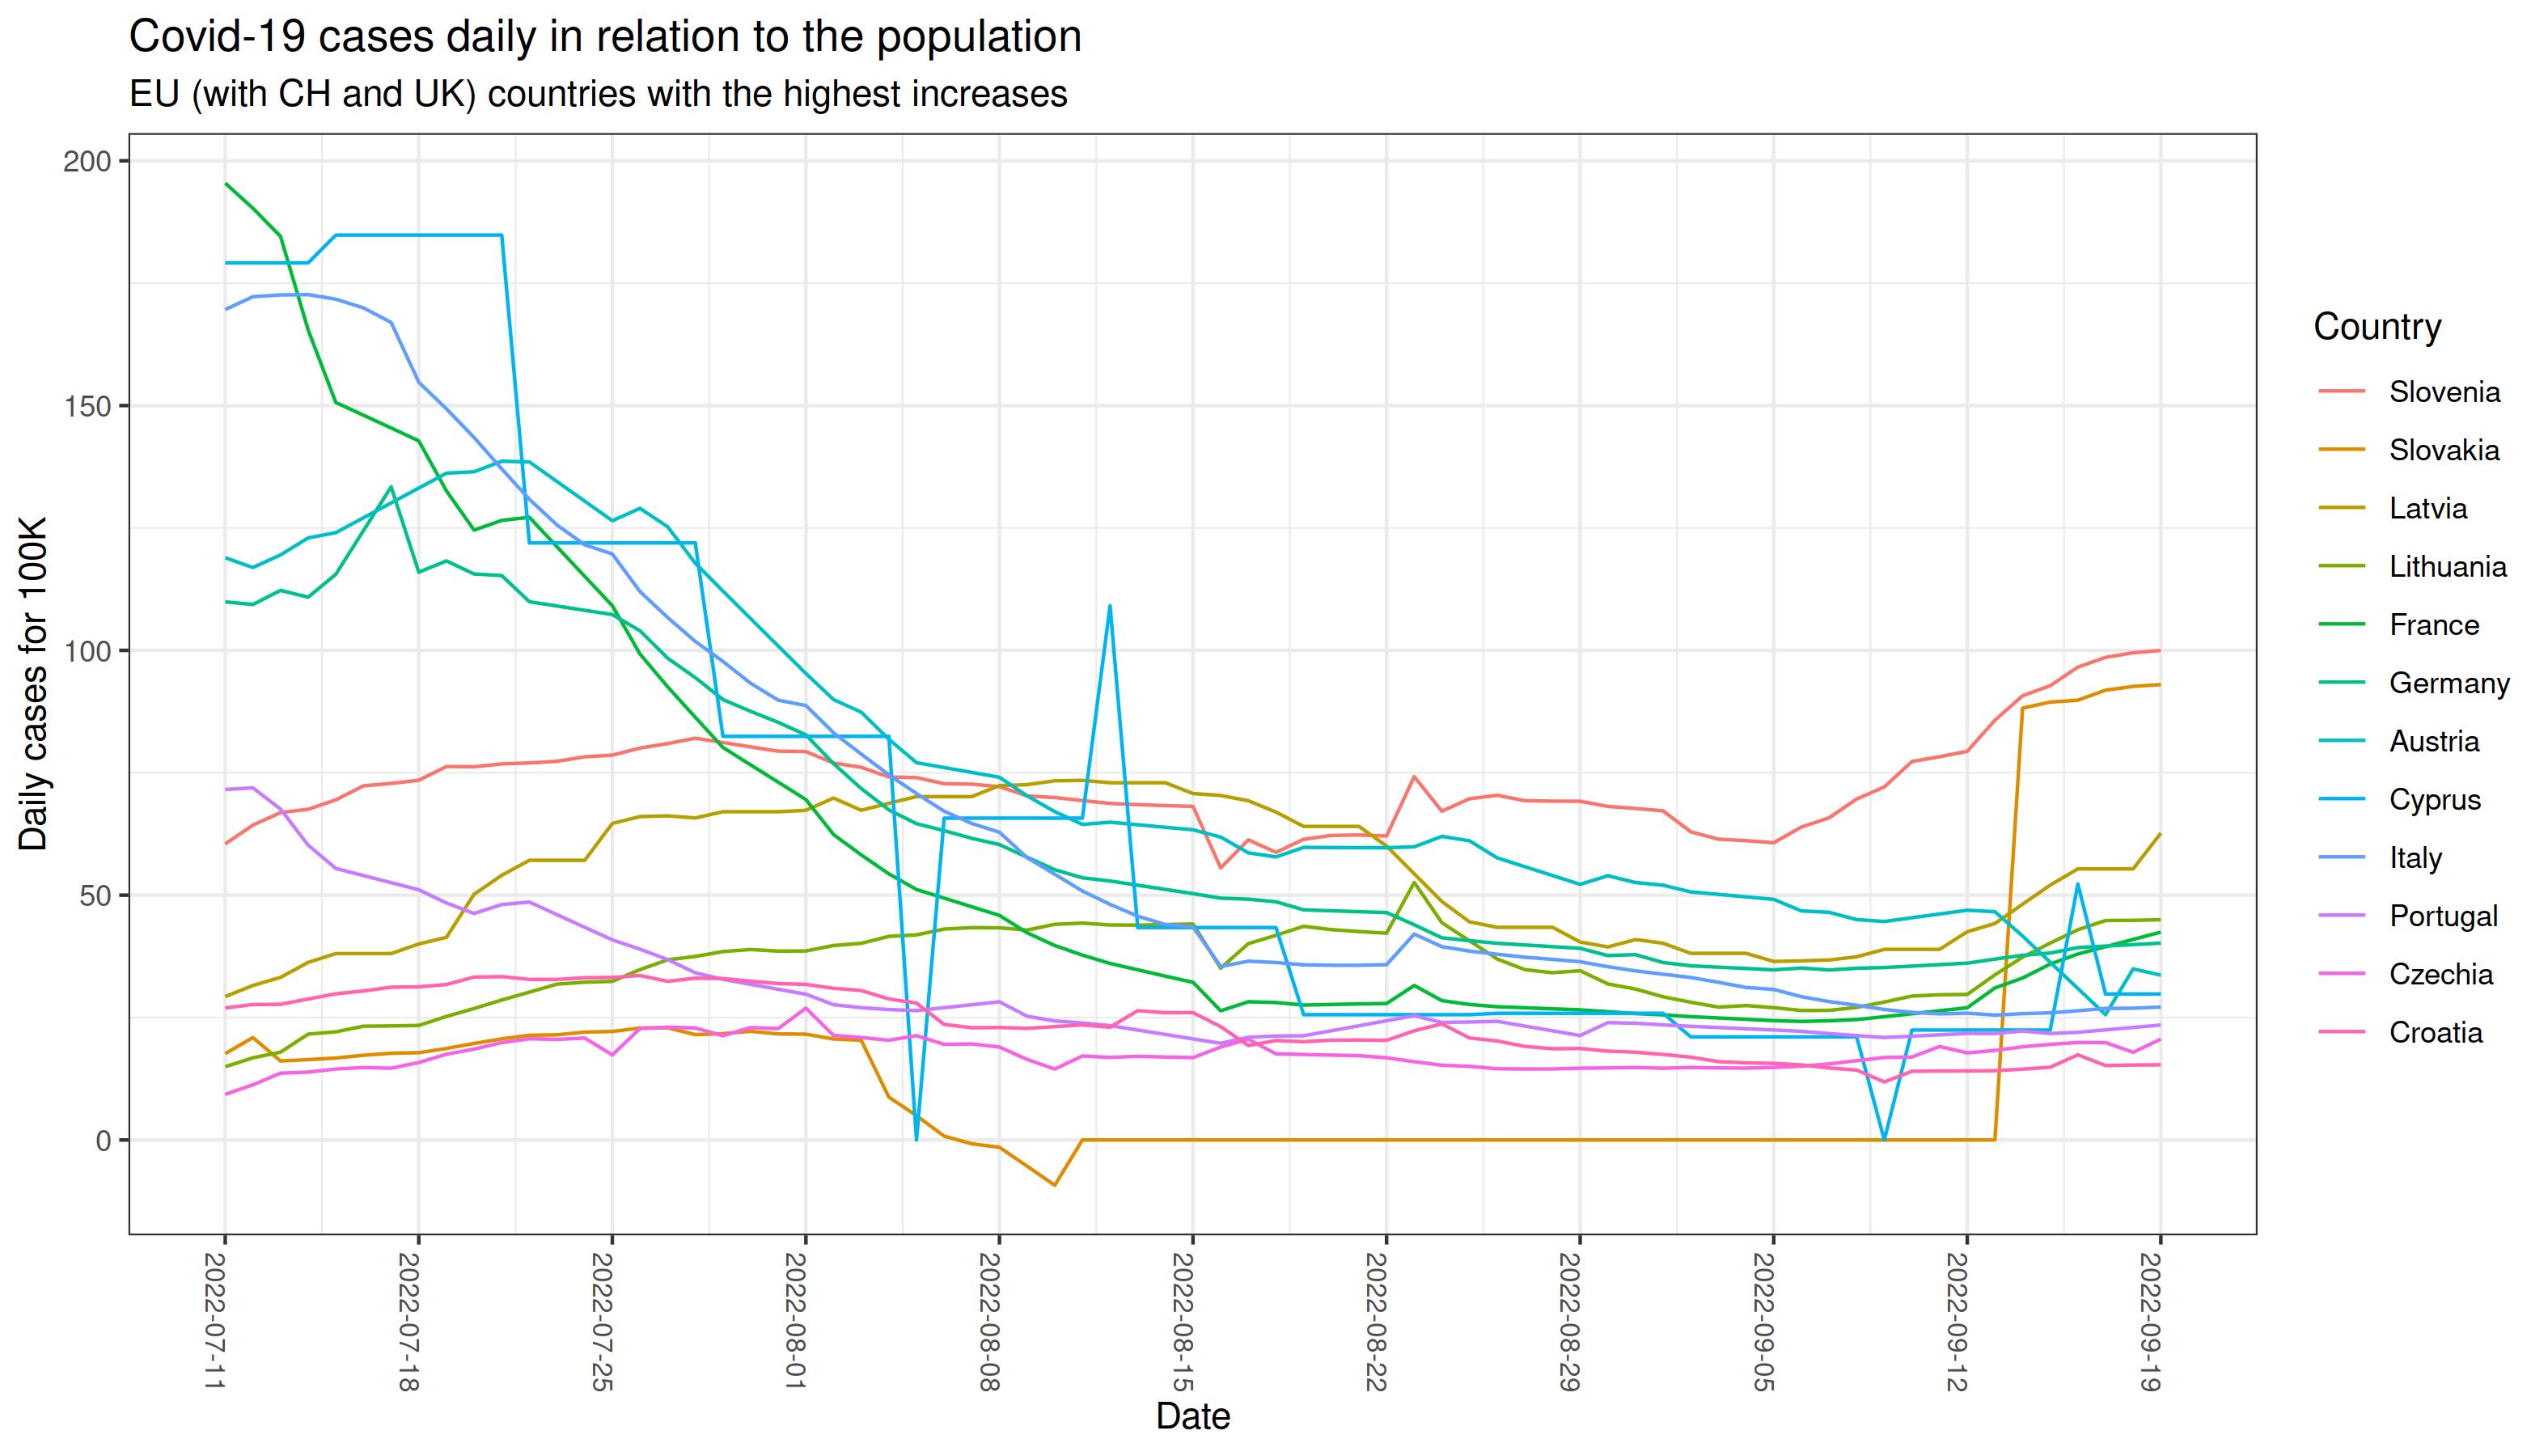 Covid-19 cases daily in relation to the population
EU (with CH and UK) countries with the highest increases
Daily cases for 100K
200
150
100
50
0
2022-07-11
2022-07-18
2022-07-25
2022-08-01
2022-08-08
2022-08-15
2022-08-22
2022-08-29
2022-09-05
2022-09-12
2022-09-19
Date
Country
Slovenia
Slovakia
Latvia
Lithuania
France
Germany
Austria
Cyprus
Italy
Portugal
Czechia
Croatia